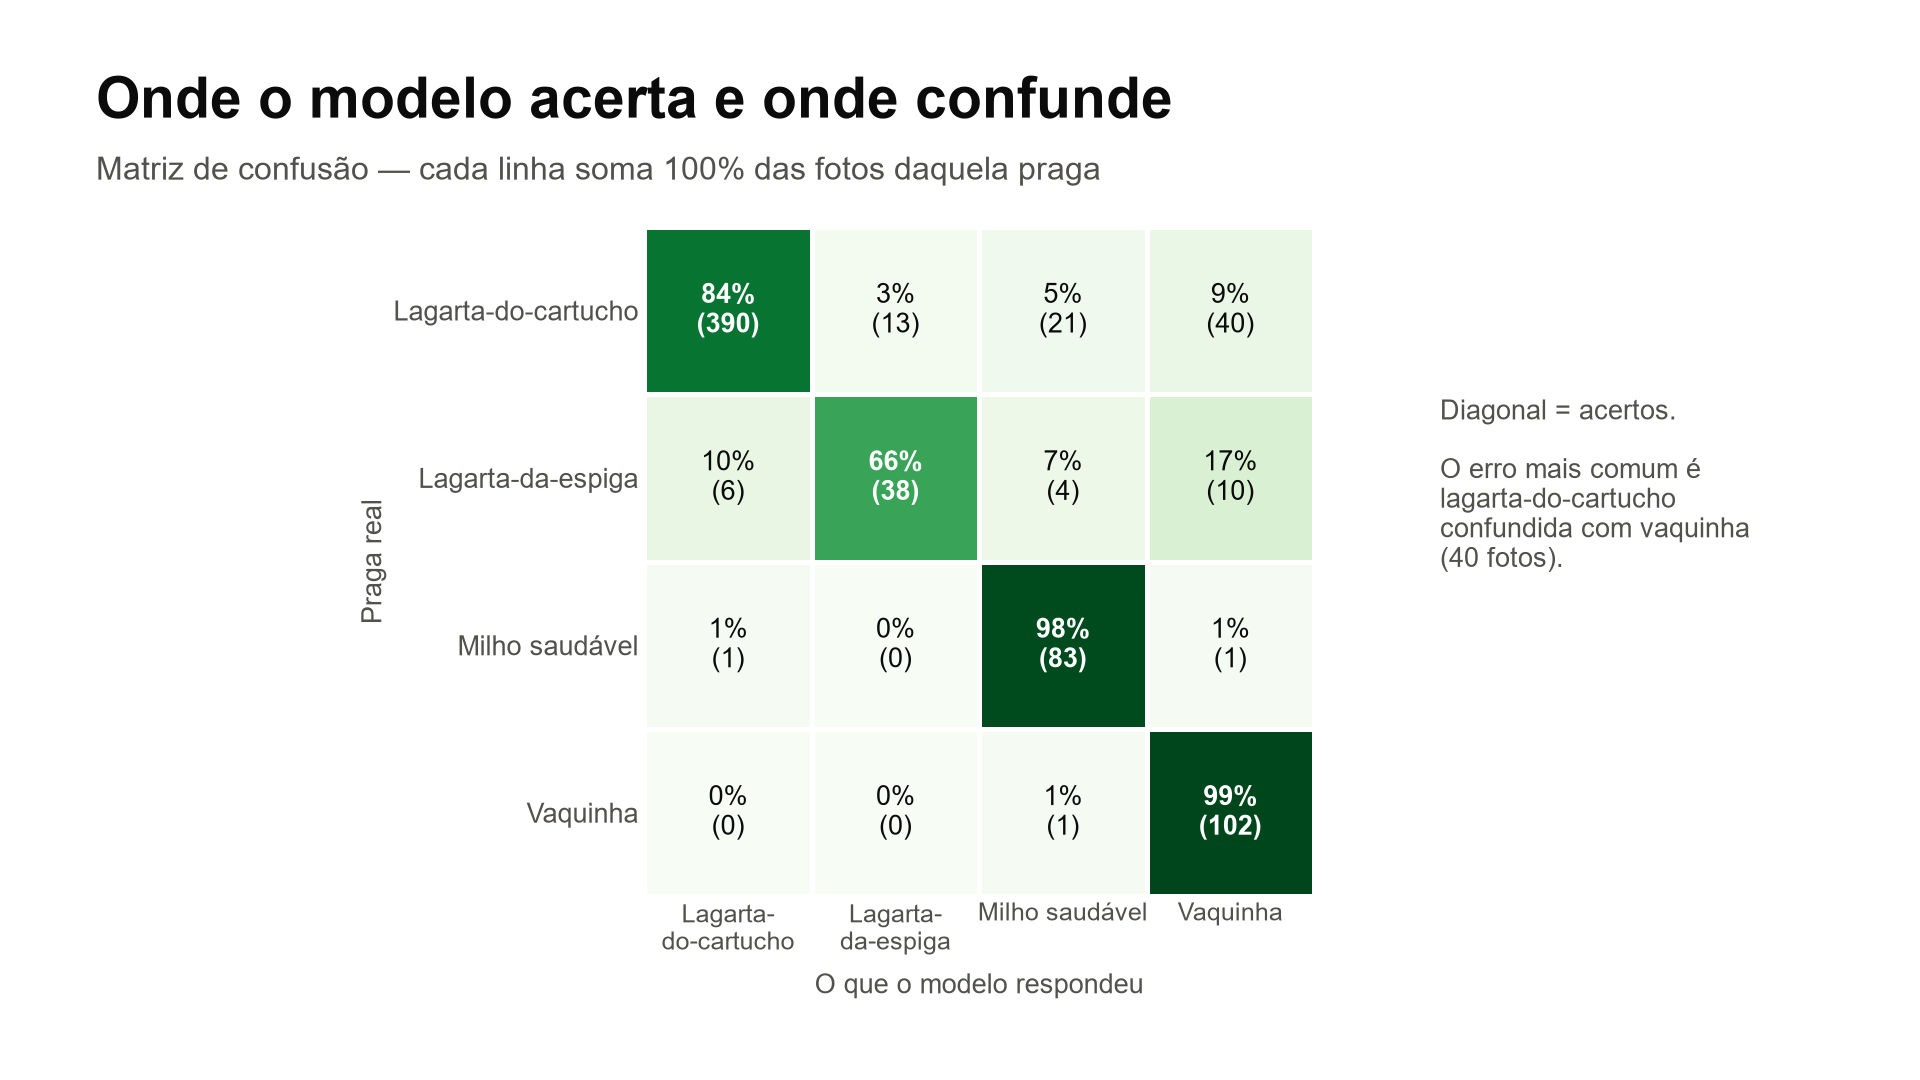 Onde o modelo acerta e onde confunde
Matriz de confusão — cada linha soma 100% das fotos daquela praga
Praga real
Lagarta-do-cartucho
84%
(390)
3%
(13)
5%
(21)
9%
(40)
Lagarta-da-espiga
10%
(6)
66%
(38)
7%
(4)
17%
(10)
Milho saudável
1%
(1)
0%
(0)
98%
(83)
1%
(1)
Vaquinha
0%
(0)
0%
(0)
1%
(1)
99%
(102)
Lagarta-
do-cartucho
Lagarta-
da-espiga
Milho saudável
Vaquinha
O que o modelo respondeu
Diagonal = acertos.
O erro mais comum é
lagarta-do-cartucho
confundida com vaquinha
(40 fotos).